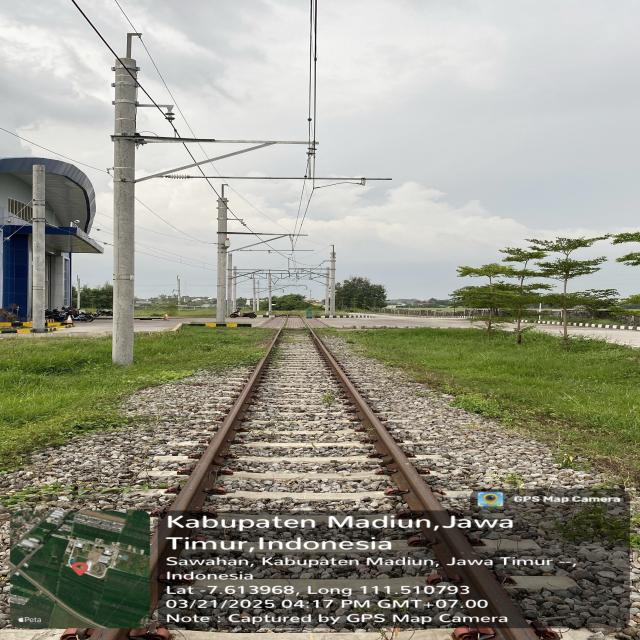 GPS Map Camera
Kabupaten Madiun,Jawa
Timur,Indonesia
Sawahan, Kabupaten Madiun, Jawa Timur --,
Indonesia
Lat -7.613968, Long 111.510793
03/21/2025 04:17 PM GMT+07.00
Note : Captured by GPS Map Camera
Peta